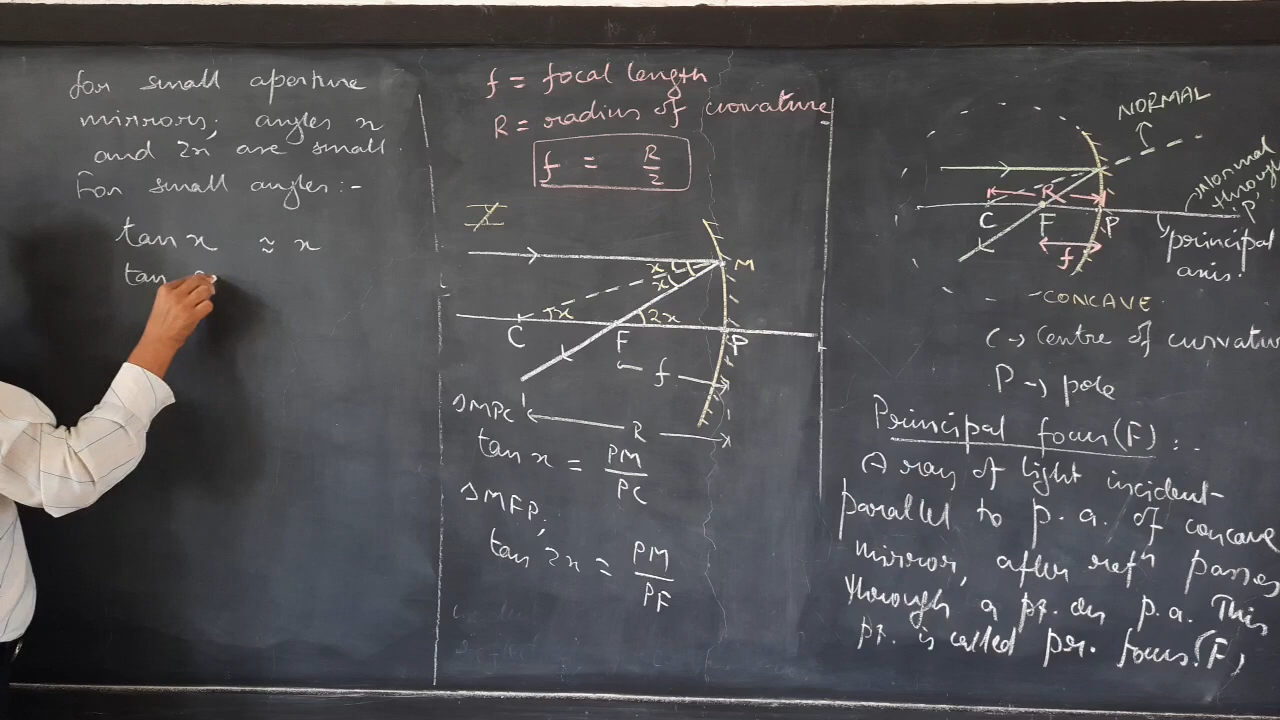 for small aperture
mirrors, angles x
and 2x are small.
For small angles:-
tan x ≈ x
tan
f = focal length
R = radius of curvature
f = R/2
x
x
M
C
x
F
2x
P
f
R
ΔMPC
tan x = PM/PC
ΔMFP,
tan 2x = PM/PF
NORMAL
Normal
through
P
R
C
F
P
f
principal
axis.
CONCAVE
C → Centre of curvature
P → pole
Principal focus (F) :-
A ray of light incident
parallel to p.a. of concave
mirror, after refn passes
through a pt. on p.a. This
pt. is called pr. focus. (F)